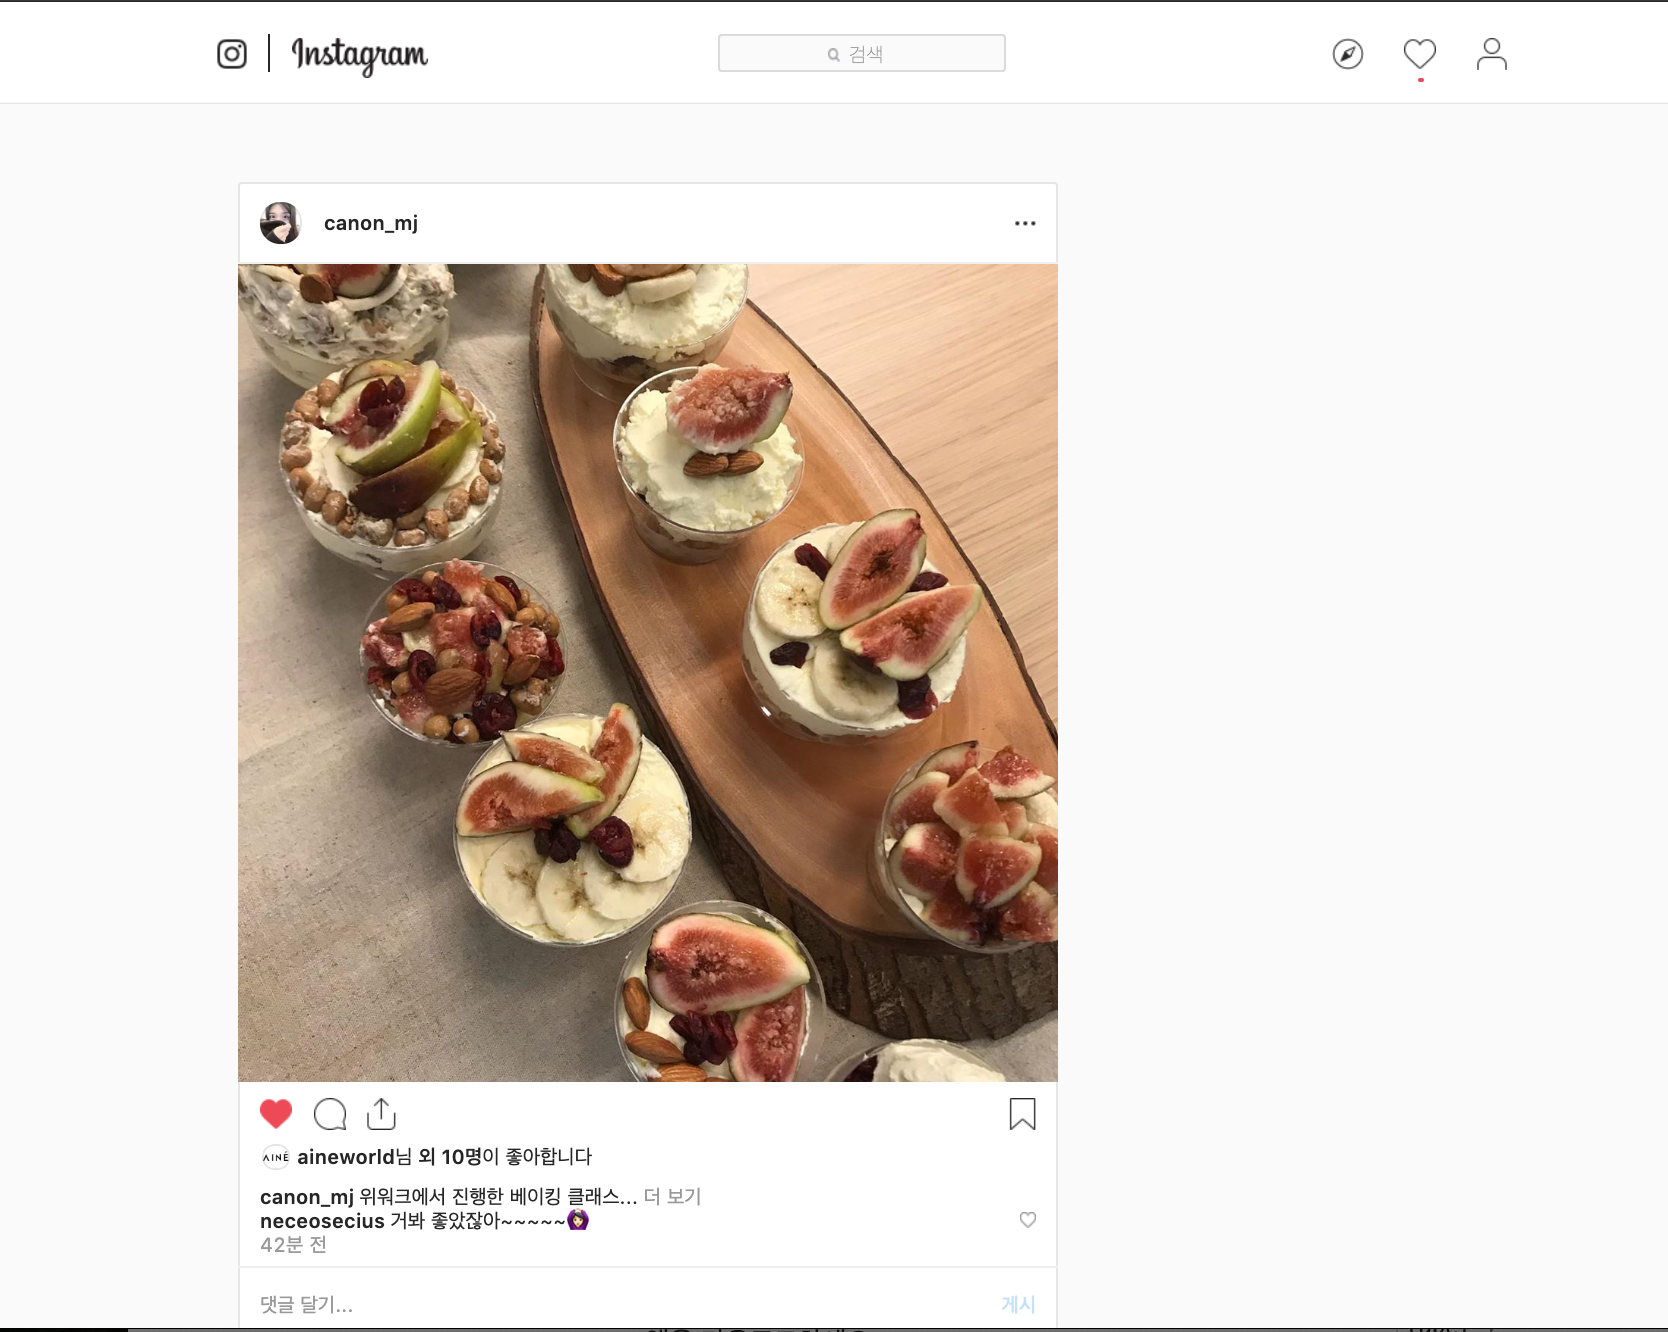 Instagram
검색
canon_mj
AINÉ aineworld님 외 10명이 좋아합니다
canon_mj 위워크에서 진행한 베이킹 클래스... 더 보기
neceosecius 거봐 좋았잖아~~~~~🙆🏻
42분 전
댓글 달기...
게시